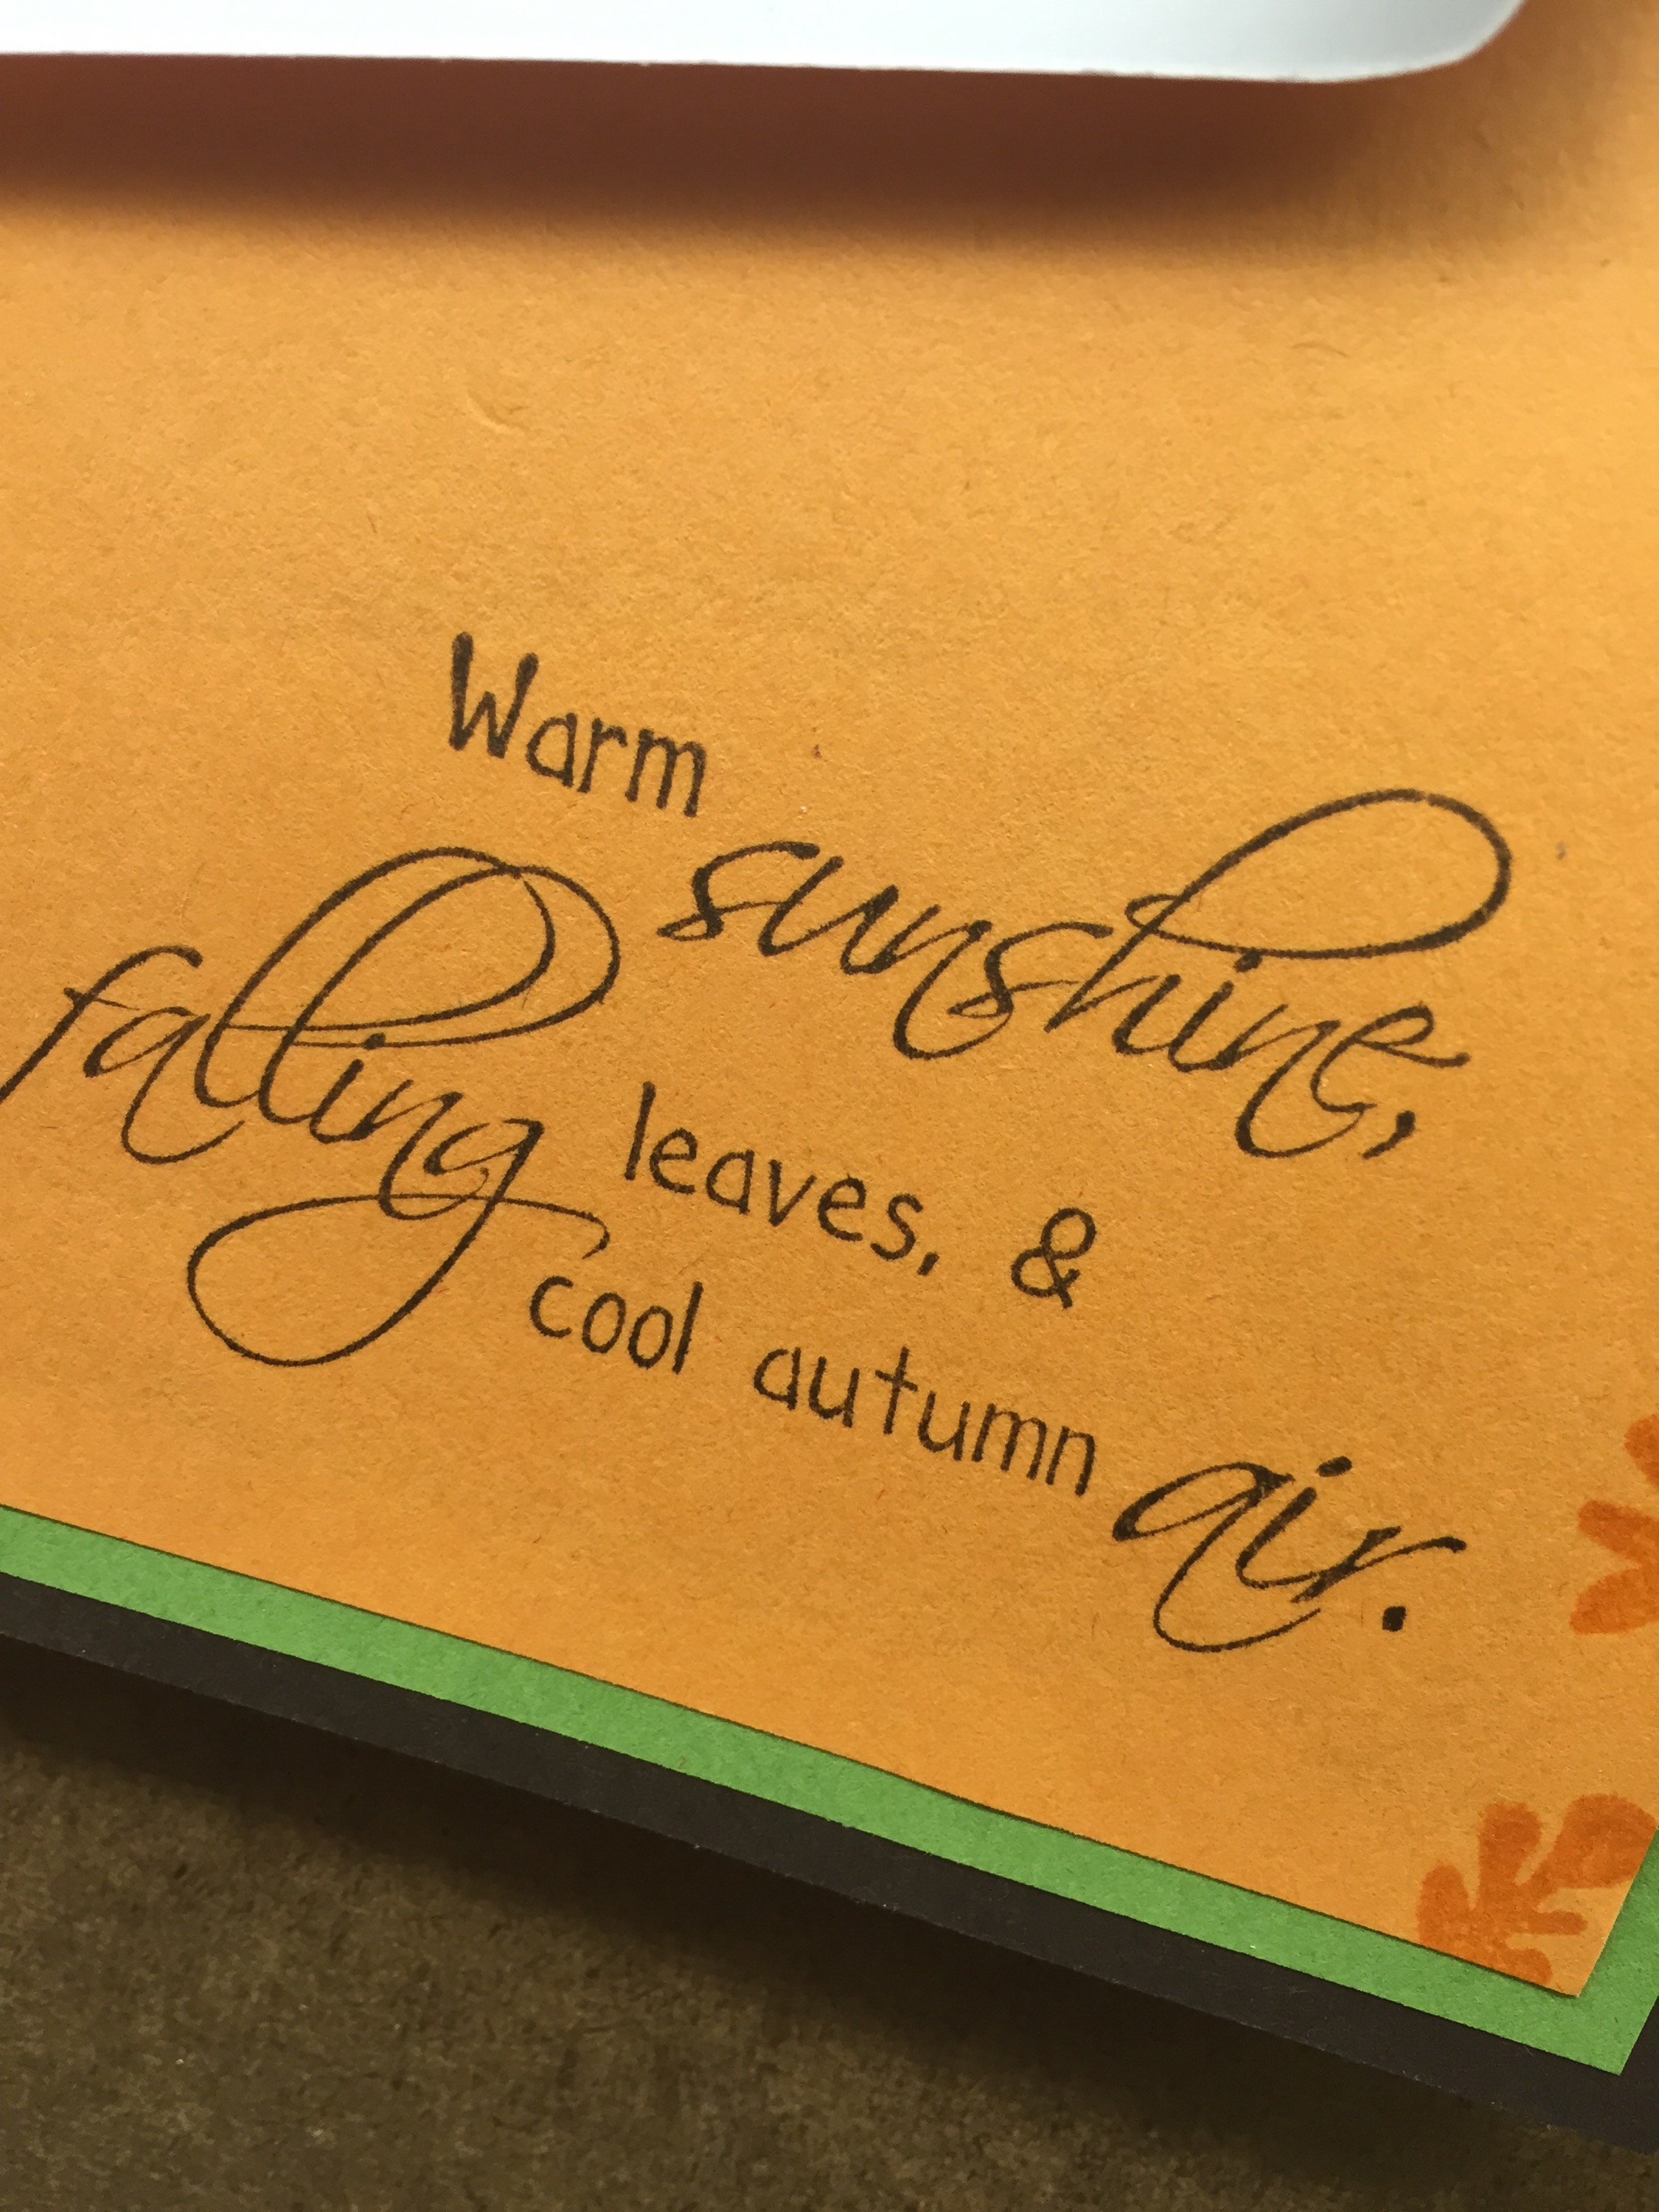 Warm sunshine,
falling leaves, &
cool autumn air.